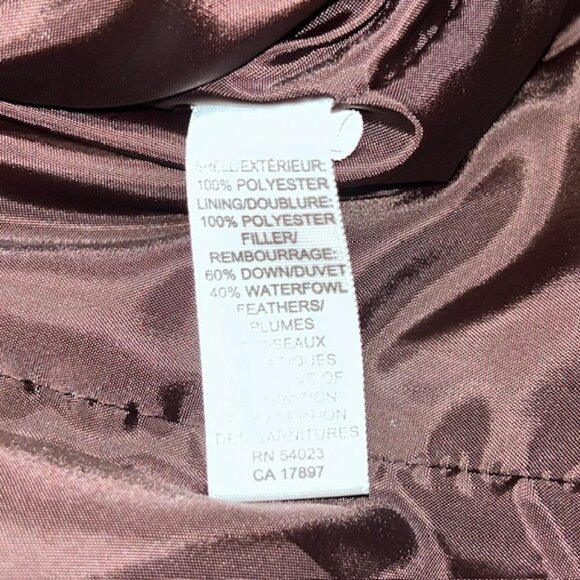 SHELL/EXTÉRIEUR:
100% POLYESTER
LINING/DOUBLURE:
100% POLYESTER
FILLER/
REMBOURRAGE:
60% DOWN/DUVET
40% WATERFOWL
FEATHERS/
PLUMES
OF
DES GARNITURES
RN 54023
CA 17897